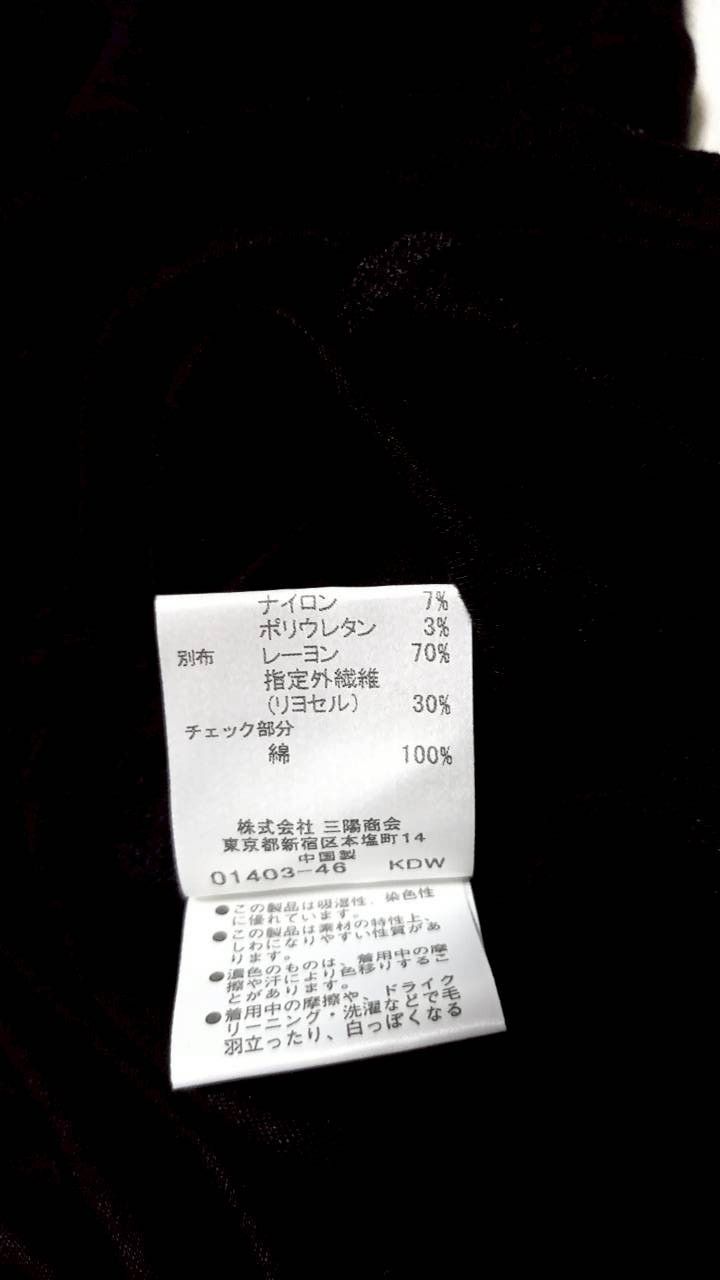 ナイロン 7%
ポリウレタン 3%
別布 レーヨン 70%
指定外繊維
(リヨセル) 30%
チェック部分
綿 100%
株式会社 三陽商会
東京都新宿区本塩町14
中国製
01403-46 KDW
●この製品は吸湿性、染色性
に優れています。
●この製品は素材の特性上、
しわになりやすい性質があ
ります。
●濃色のものは、着用中の摩
擦や汗により色移りするこ
とがあります。
●着用中の摩擦や、ドライク
リーニング・洗濯などで毛
羽立ったり、白っぽくなる